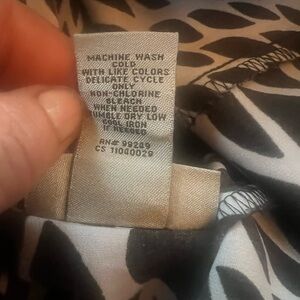 MACHINE WASH
COLD
WITH LIKE COLORS
DELICATE CYCLE
ONLY
NON-CHLORINE
BLEACH
WHEN NEEDED
TUMBLE DRY LOW
COOL IRON
IF NEEDED
RN# 99289
CS 11080029